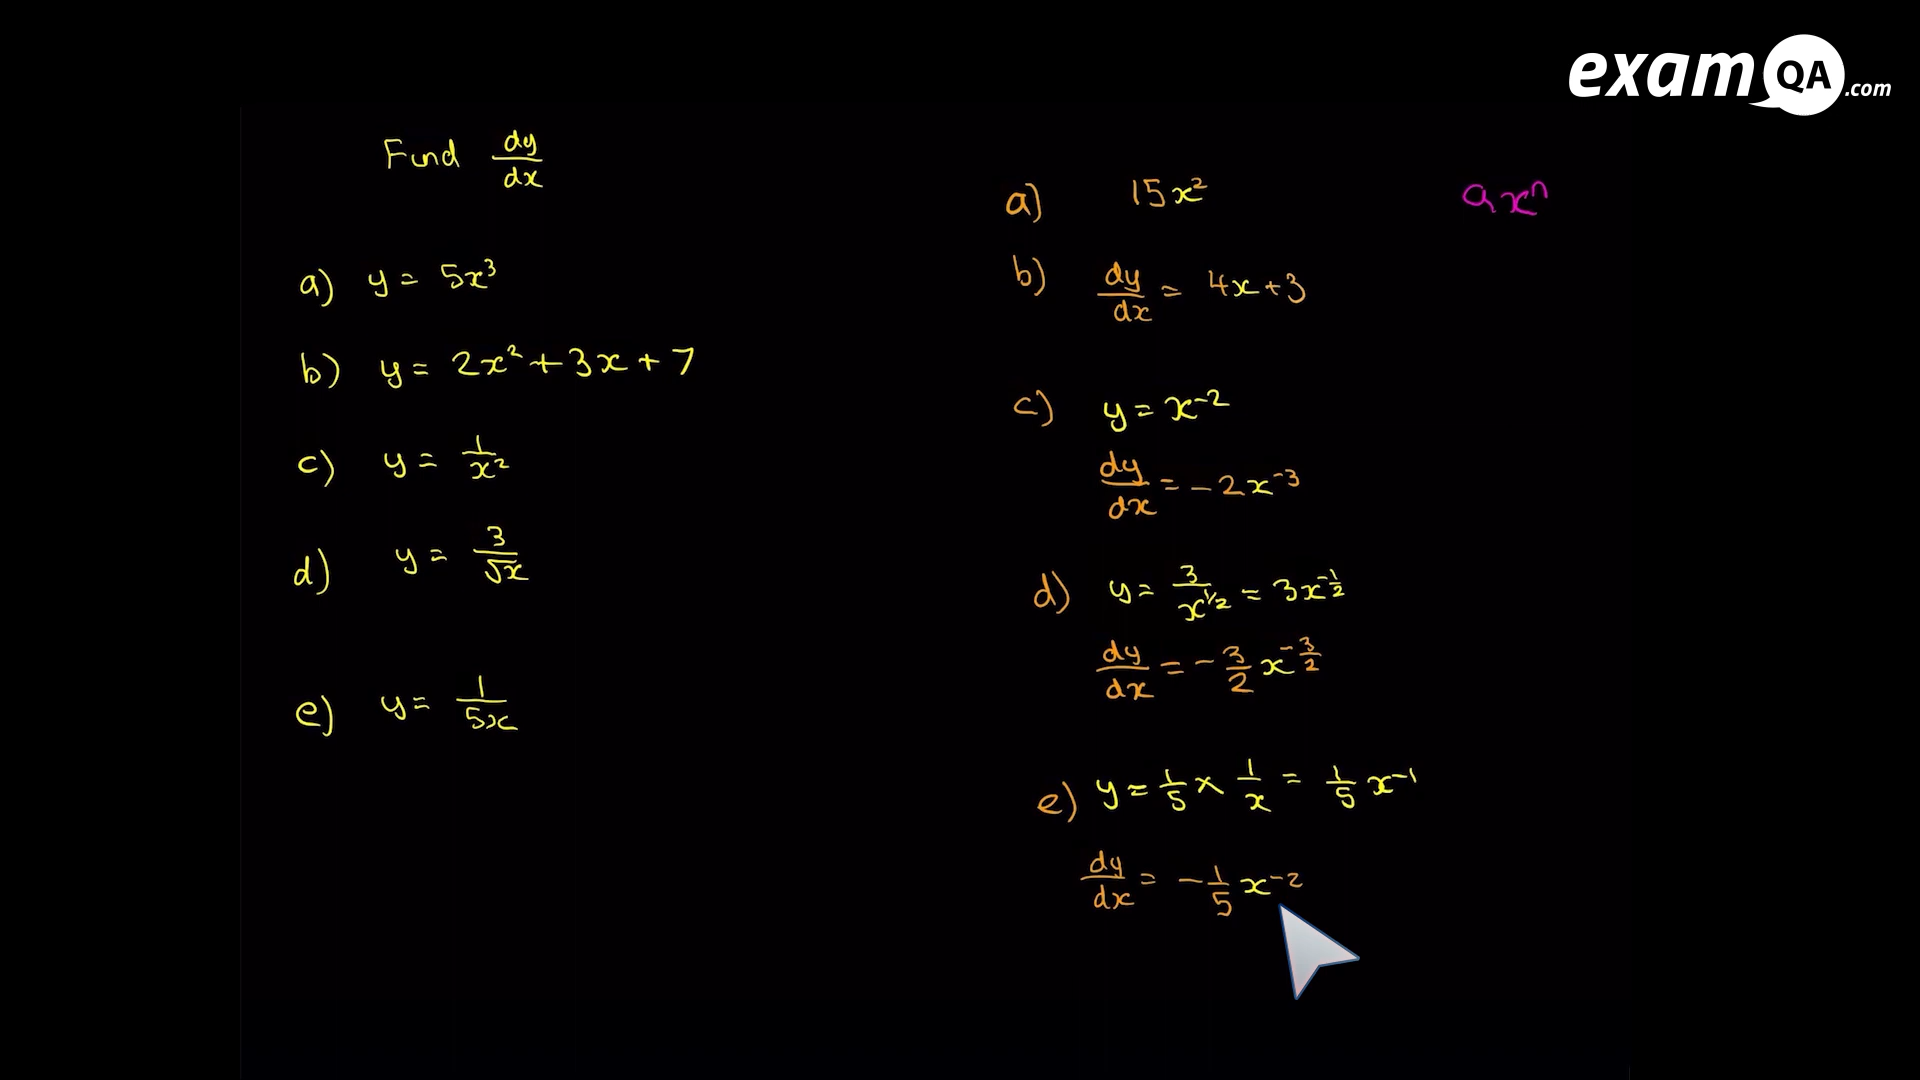 examQA.com
Find dy/dx
a) y = 5x³
b) y = 2x² + 3x + 7
c) y = 1/x²
d) y = 3/√x
e) y = 1/5x
a) 15x²
axⁿ
b) dy/dx = 4x + 3
c) y = x⁻²
dy/dx = -2x⁻³
d) y = 3/x^1/2 = 3x^-1/2
dy/dx = -3/2 x^-3/2
e) y = 1/5 × 1/x = 1/5 x⁻¹
dy/dx = -1/5 x⁻²